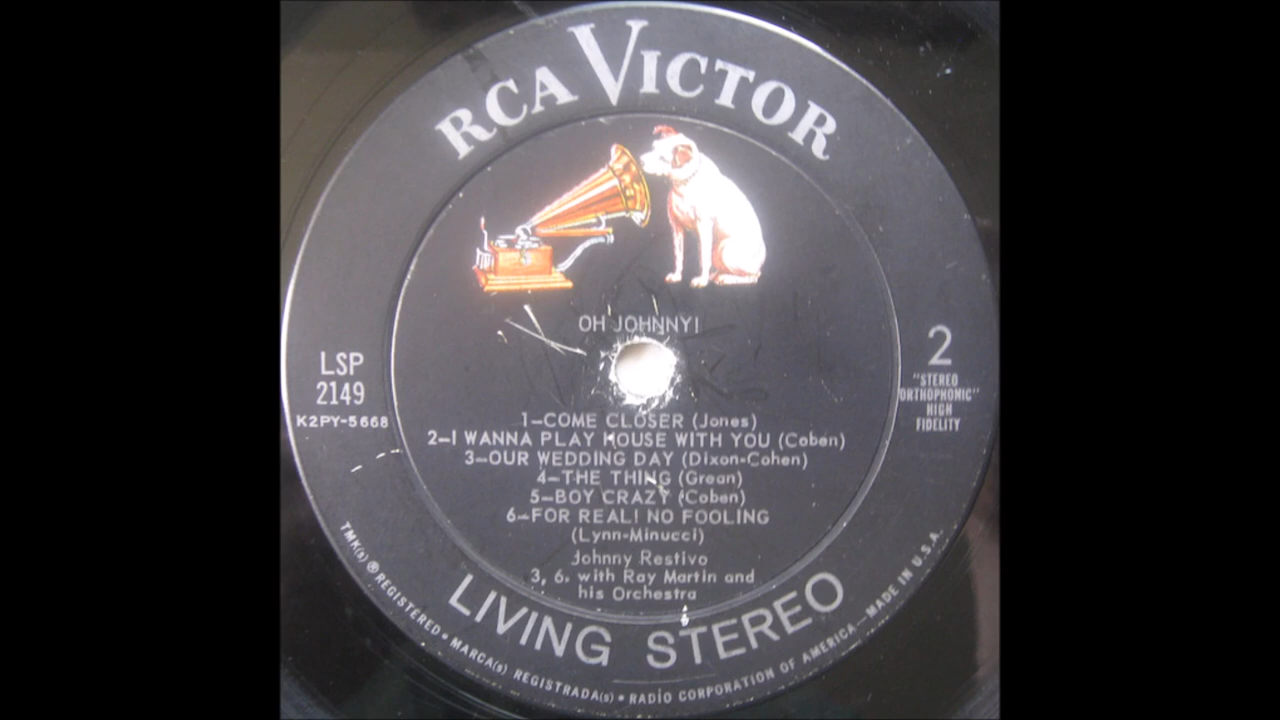 RCA VICTOR
OH JOHNNY!
LSP
2149
K2PY-5668
2
"STEREO
ORTHOPHONIC"
HIGH
FIDELITY
1-COME CLOSER (Jones)
2-I WANNA PLAY HOUSE WITH YOU (Coben)
3-OUR WEDDING DAY (Dixon-Cohen)
4-THE THING (Grean)
5-BOY CRAZY (Coben)
6-FOR REAL! NO FOOLING
(Lynn-Minucci)
Johnny Restivo
3, 6. with Ray Martin and
his Orchestra
LIVING STEREO
TMK(s) ® REGISTERED • MARCA(s) REGISTRADA(s) • RADIO CORPORATION OF AMERICA—MADE IN U.S.A.